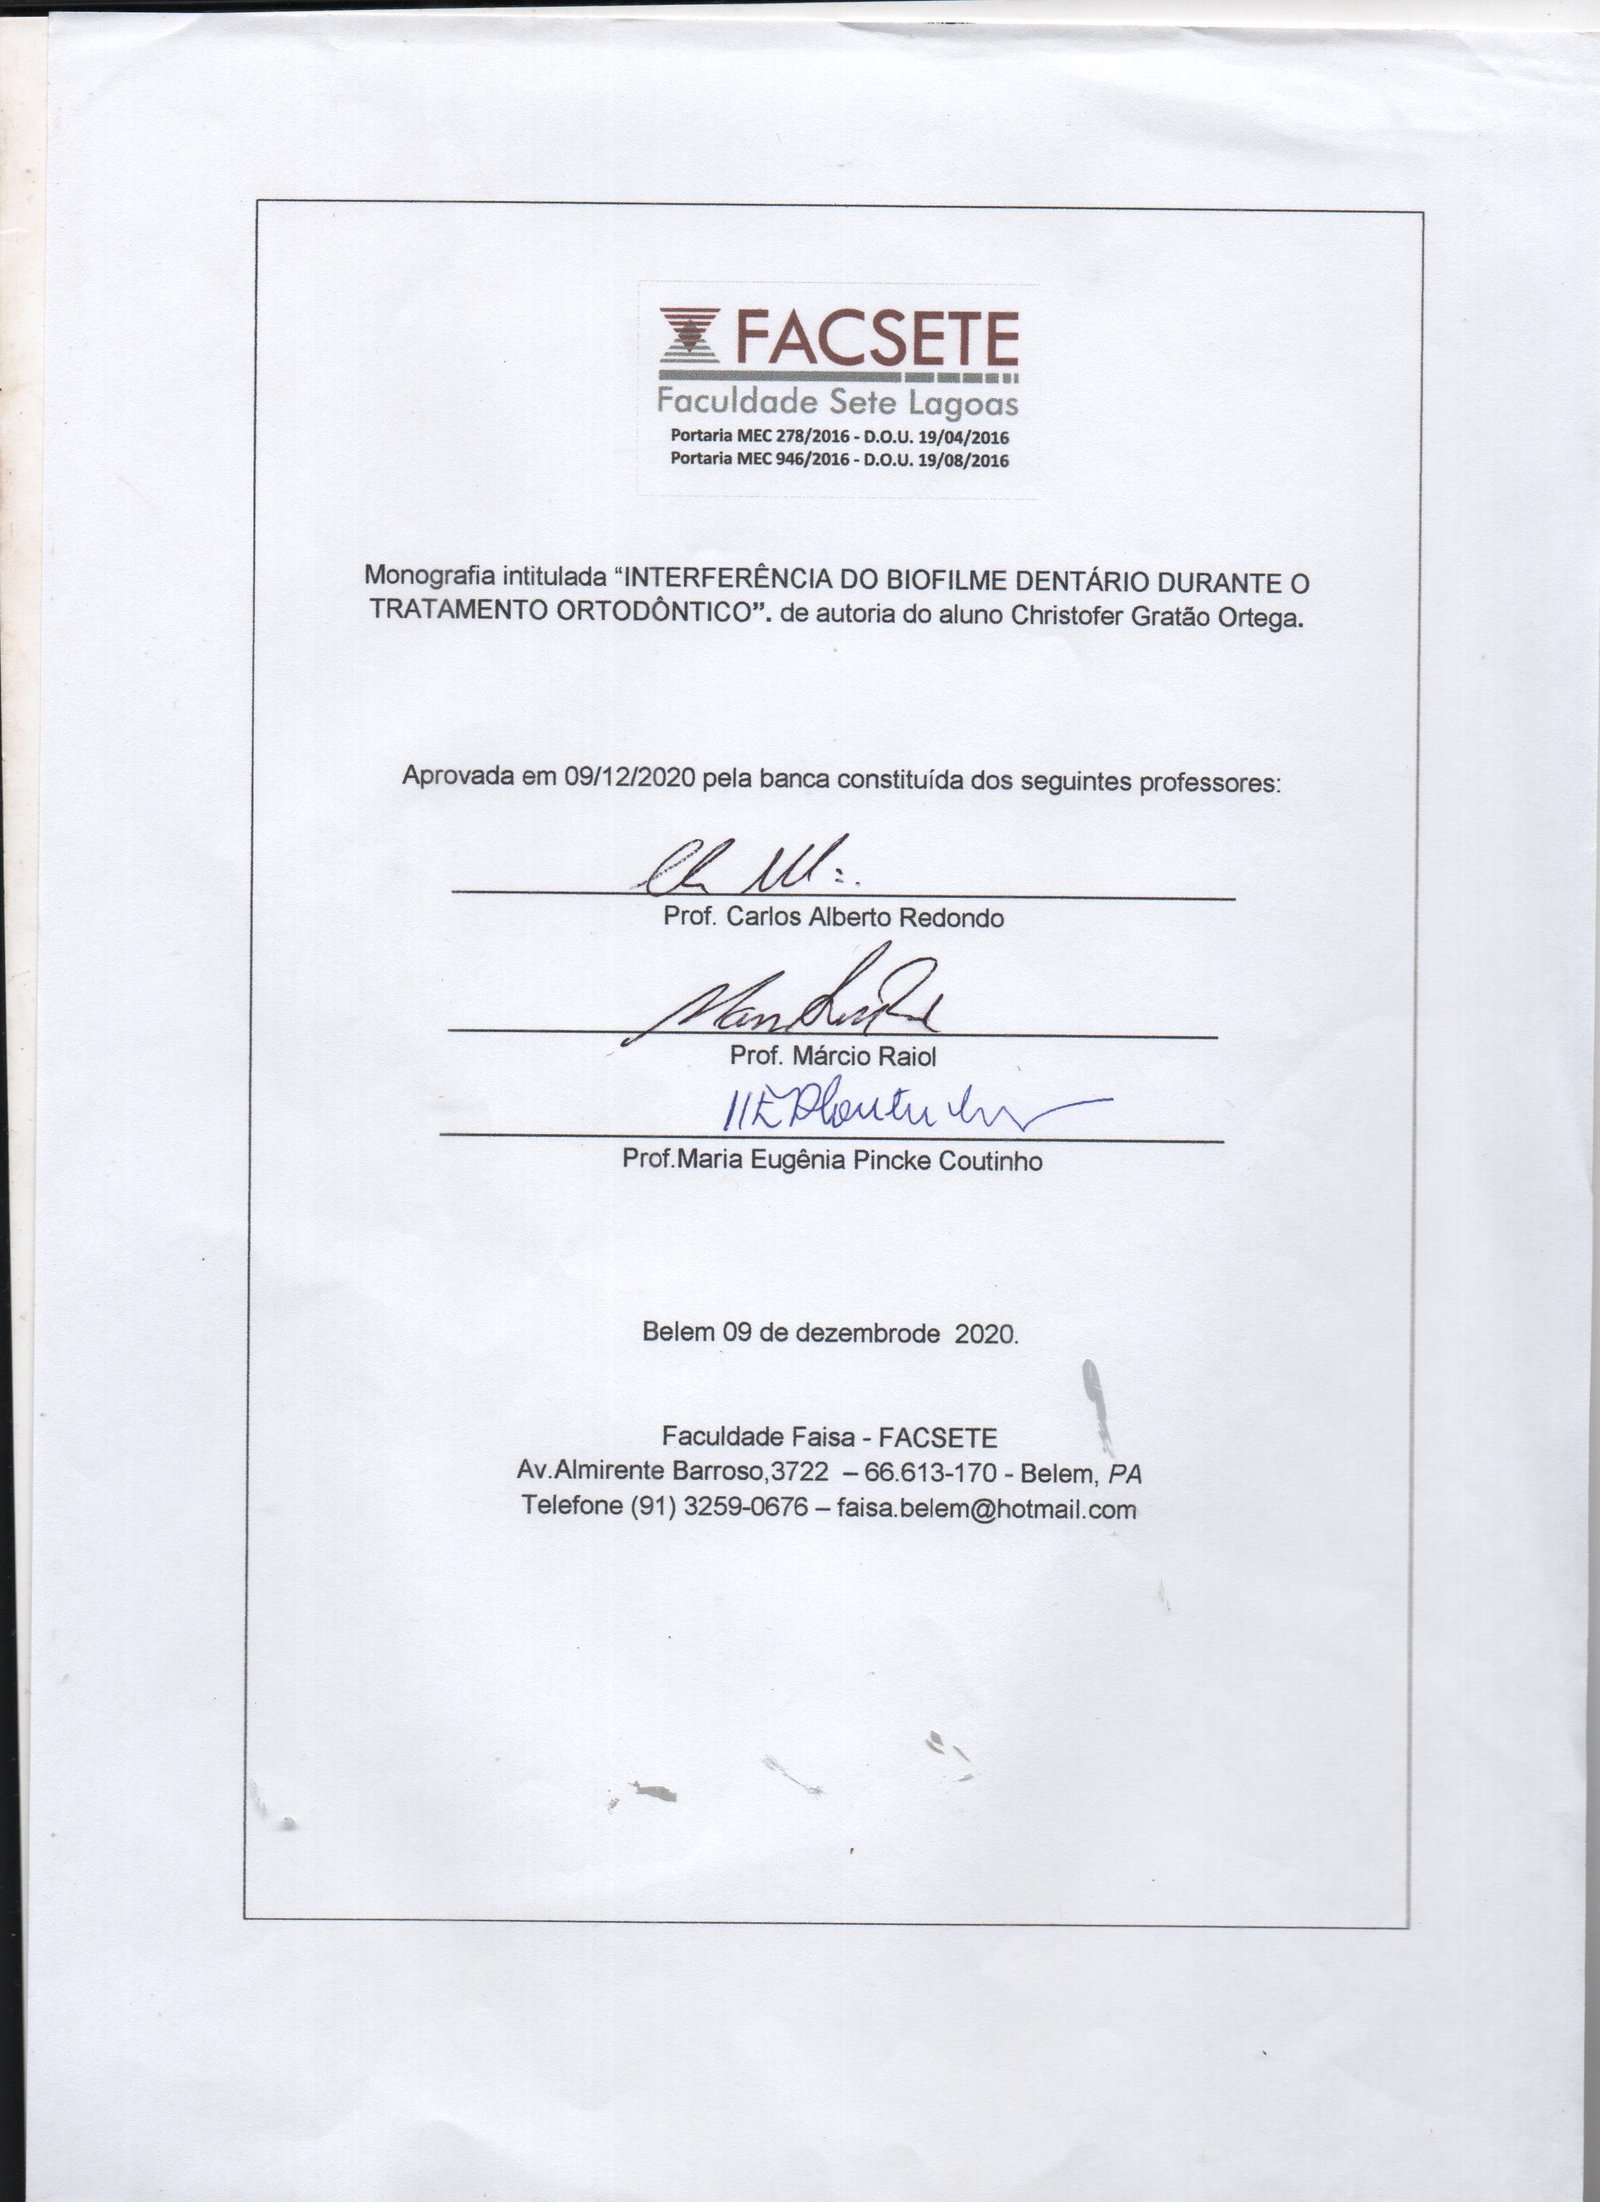 FACSETE
Faculdade Sete Lagoas
Portaria MEC 278/2016 - D.O.U. 19/04/2016
Portaria MEC 946/2016 - D.O.U. 19/08/2016
Monografia intitulada “INTERFERÊNCIA DO BIOFILME DENTÁRIO DURANTE O
TRATAMENTO ORTODÔNTICO”. de autoria do aluno Christofer Gratão Ortega.
Aprovada em 09/12/2020 pela banca constituída dos seguintes professores:
Prof. Carlos Alberto Redondo
Prof. Márcio Raiol
Prof.Maria Eugênia Pincke Coutinho
Belem 09 de dezembrode  2020.
Faculdade Faisa - FACSETE
Av.Almirente Barroso,3722  – 66.613-170 - Belem, PA
Telefone (91) 3259-0676 – faisa.belem@hotmail.com